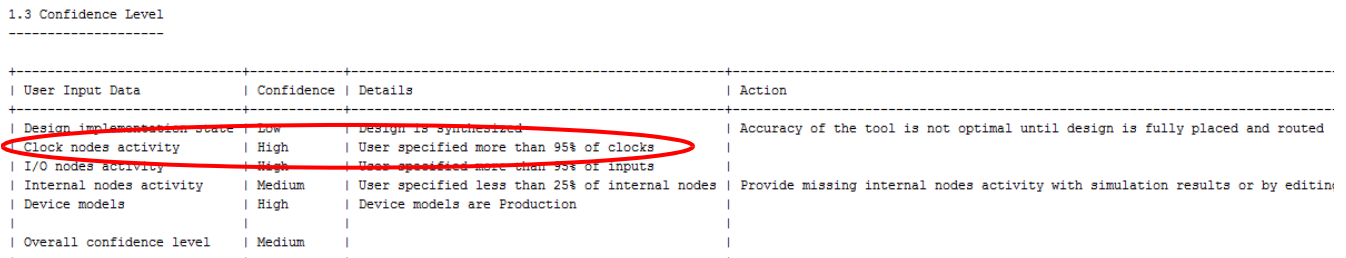 1.3 Confidence Level
--------------------
+-----------------------------+------------+------------------------------------------------+-----------------------------------------------------------------------------
| User Input Data | Confidence | Details | Action
+-----------------------------+------------+------------------------------------------------+-----------------------------------------------------------------------------
| Design implementation state | Low | Design is synthesized | Accuracy of the tool is not optimal until design is fully placed and routed
| Clock nodes activity | High | User specified more than 95% of clocks |
| I/O nodes activity | High | User specified more than 95% of inputs |
| Internal nodes activity | Medium | User specified less than 25% of internal nodes | Provide missing internal nodes activity with simulation results or by editing
| Device models | High | Device models are Production |
| | | |
| Overall confidence level | Medium | |